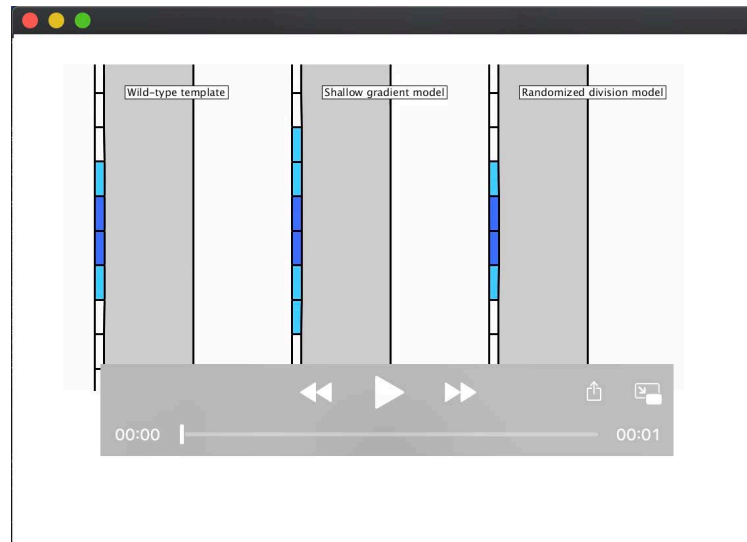 Wild-type template
Shallow gradient model
Randomized division model
00:00
00:01